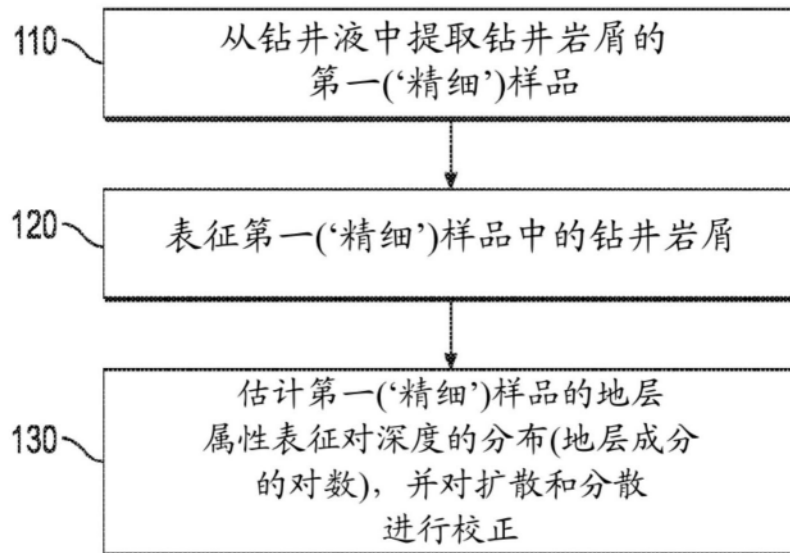 110
从钻井液中提取钻井岩屑的
第一(‘精细’)样品
120
表征第一(‘精细’)样品中的钻井岩屑
130
估计第一(‘精细’)样品的地层
属性表征对深度的分布(地层成分
的对数)，并对扩散和分散
进行校正